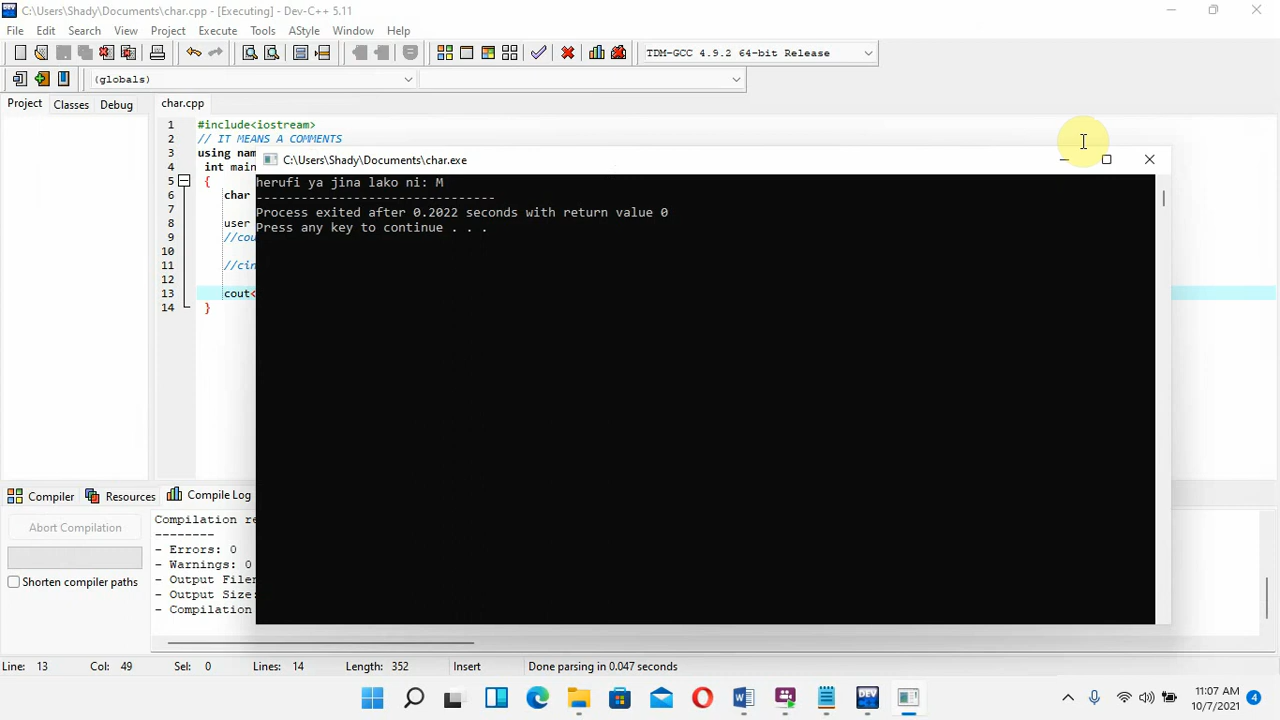 C:\Users\Shady\Documents\char.cpp - [Executing] - Dev-C++ 5.11
File Edit Search View Project Execute Tools AStyle Window Help
TDM-GCC 4.9.2 64-bit Release
(globals)
Project Classes Debug char.cpp
1 #include<iostream>
2 // IT MEANS A COMMENTS
3 using nam
4 int main
5 {
6 char
7
8 user
9 //cou
10
11 //cin
12
13 cout<
14 }
C:\Users\Shady\Documents\char.exe
herufi ya jina lako ni: M
--------------------------------
Process exited after 0.2022 seconds with return value 0
Press any key to continue . . .
Compiler Resources Compile Log
Abort Compilation
Shorten compiler paths
Compilation re
--------
- Errors: 0
- Warnings: 0
- Output File
- Output Size
- Compilation
Line: 13 Col: 49 Sel: 0 Lines: 14 Length: 352 Insert Done parsing in 0.047 seconds
DEV
11:07 AM
10/7/2021
4